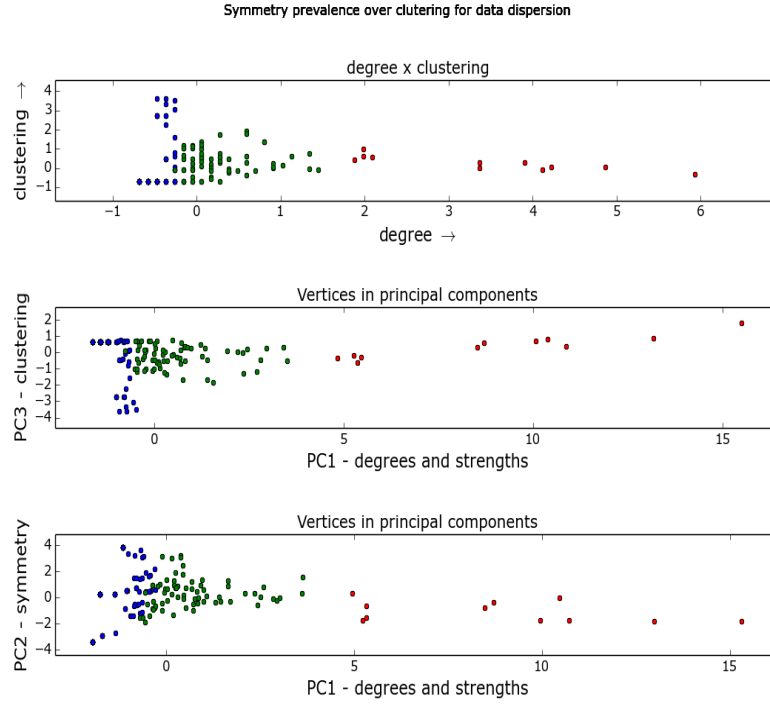 Symmetry prevalence over clutering for data dispersion
degree x clustering
clustering →
4
3
2
1
0
−1
−1 0 1 2 3 4 5 6
degree →
Vertices in principal components
PC3 - clustering
2
1
0
−1
−2
−3
−4
0 5 10 15
PC1 - degrees and strengths
Vertices in principal components
PC2 - symmetry
4
2
0
−2
−4
0 5 10 15
PC1 - degrees and strengths